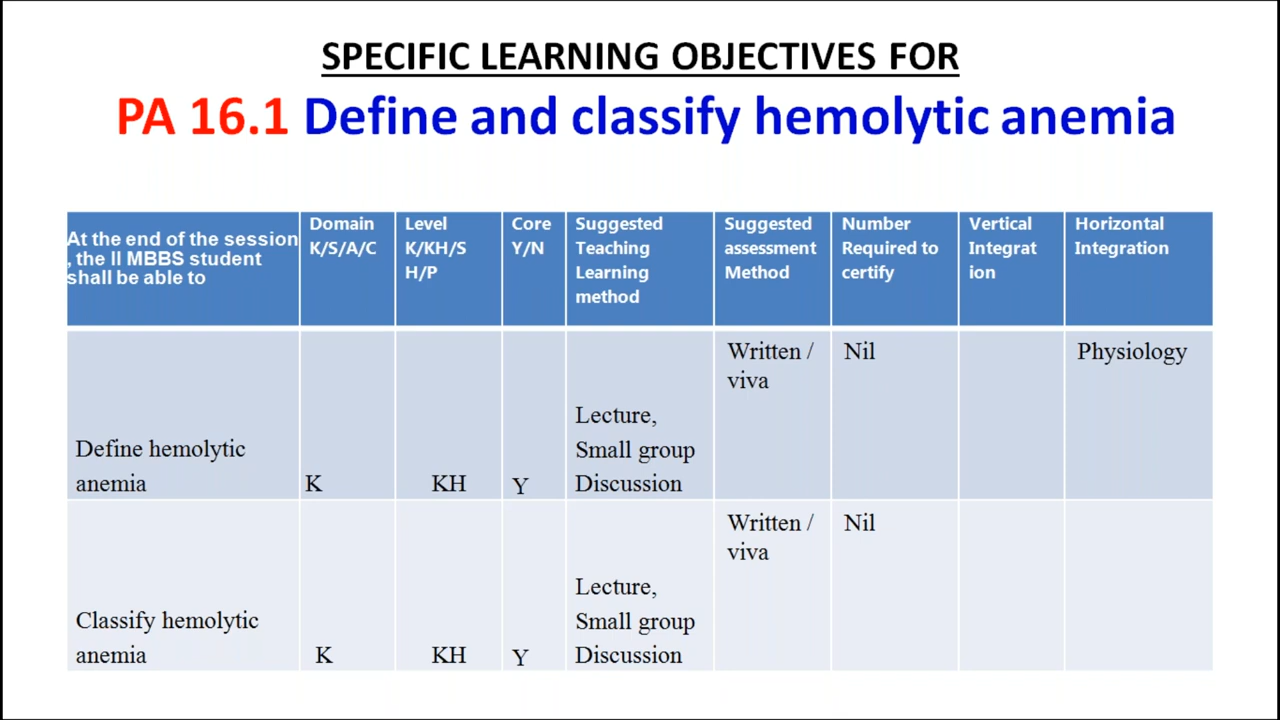 SPECIFIC LEARNING OBJECTIVES FOR
PA 16.1 Define and classify hemolytic anemia
At the end of the session
, the II MBBS student
shall be able to
Domain
K/S/A/C
Level
K/KH/S
H/P
Core
Y/N
Suggested
Teaching
Learning
method
Suggested
assessment
Method
Number
Required to
certify
Vertical
Integrat
ion
Horizontal
Integration
Define hemolytic
anemia
K
KH
Y
Lecture,
Small group
Discussion
Written /
viva
Nil
Physiology
Classify hemolytic
anemia
K
KH
Y
Lecture,
Small group
Discussion
Written /
viva
Nil